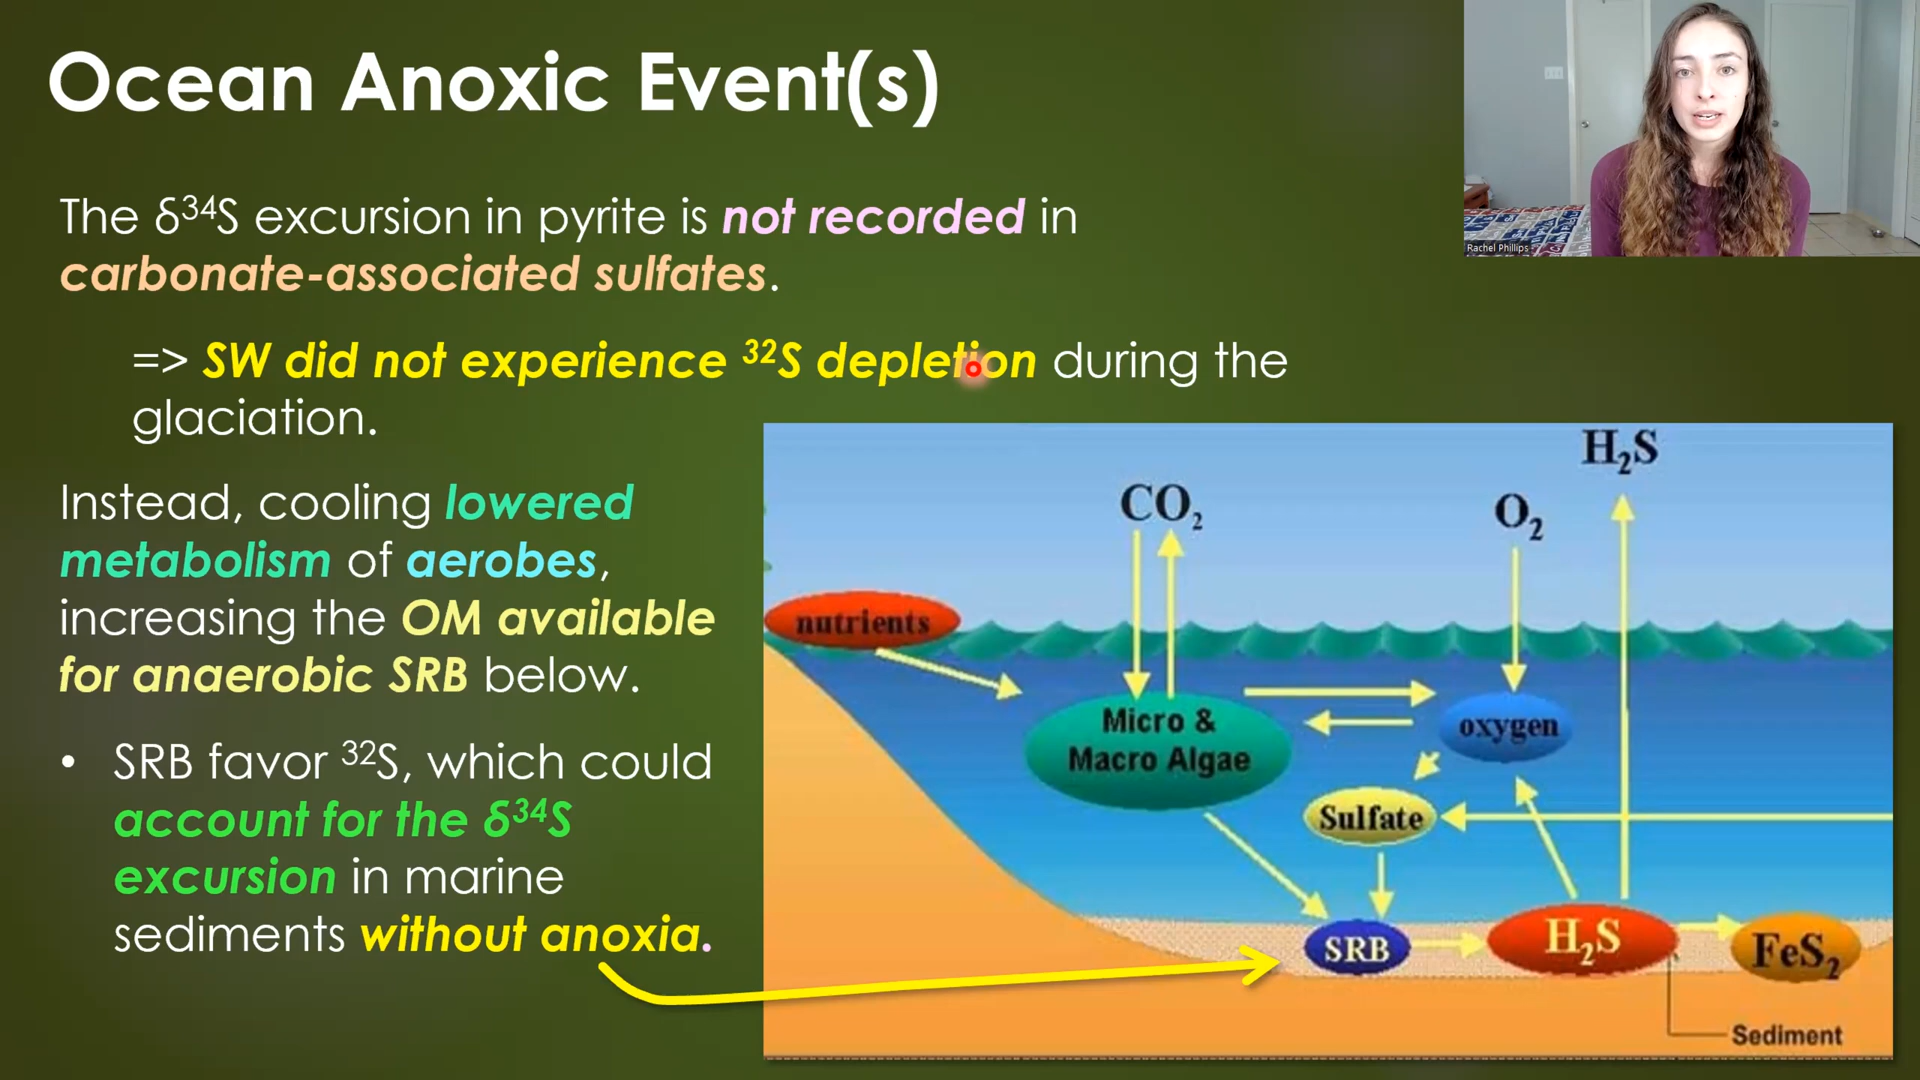 Ocean Anoxic Event(s)
Rachel Phillips
The δ³⁴S excursion in pyrite is not recorded in
carbonate-associated sulfates.
=> SW did not experience ³²S depletion during the
glaciation.
Instead, cooling lowered
metabolism of aerobes,
increasing the OM available
for anaerobic SRB below.
• SRB favor ³²S, which could
account for the δ³⁴S
excursion in marine
sediments without anoxia.
H₂S
CO₂
O₂
nutrients
Micro &
Macro Algae
oxygen
Sulfate
SRB
H₂S
FeS₂
Sediment